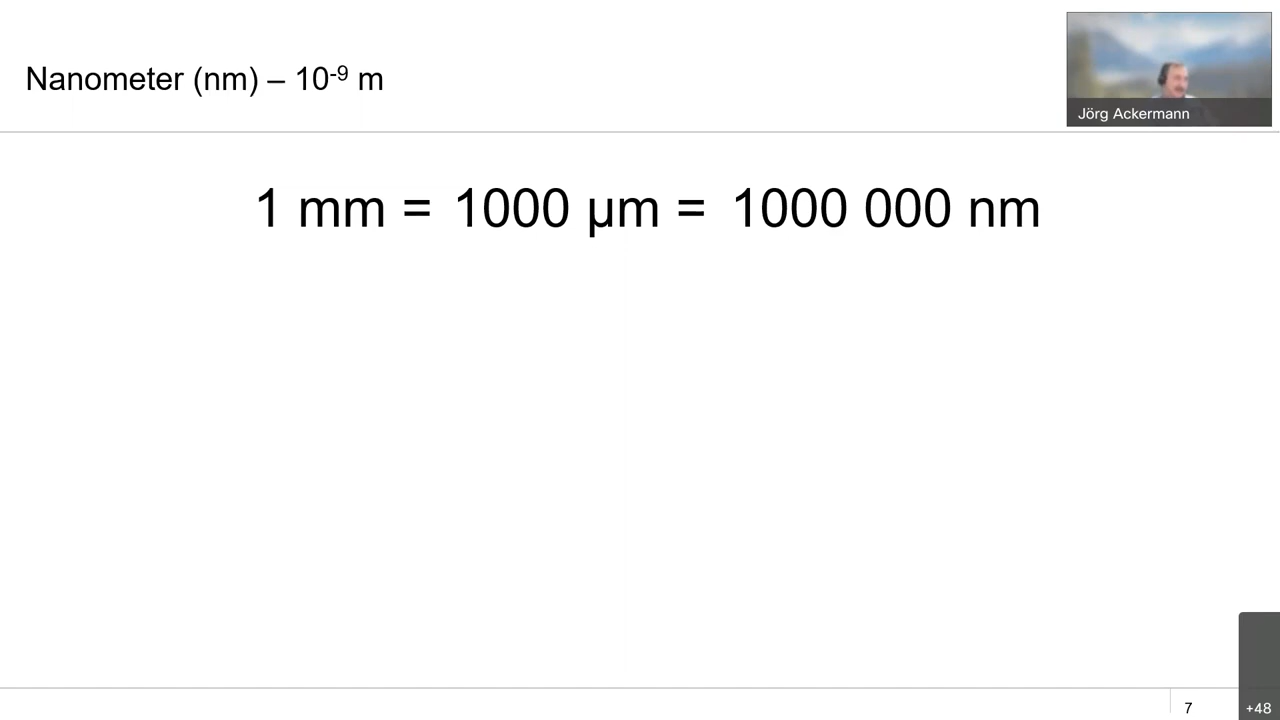 Nanometer (nm) – 10⁻⁹ m
Jörg Ackermann
1 mm = 1000 µm = 1000 000 nm
7
+48